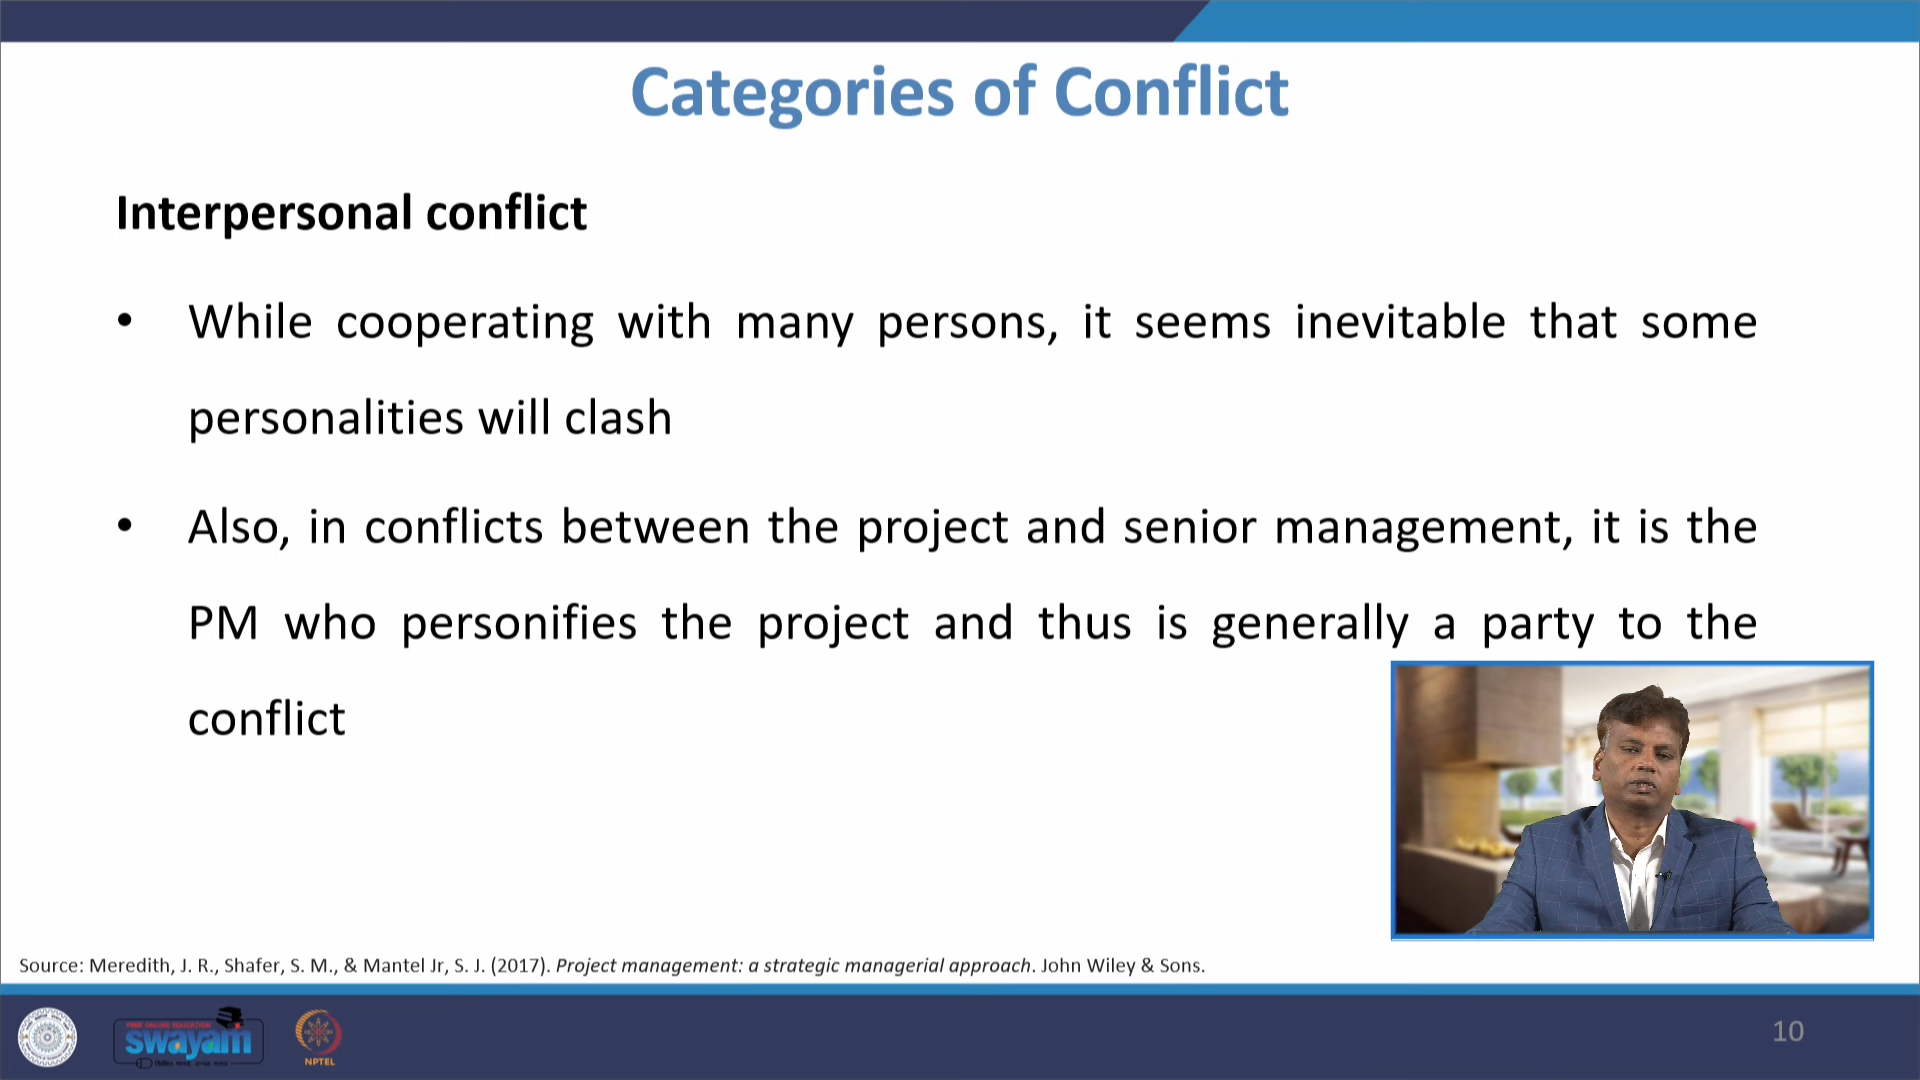 Categories of Conflict
Interpersonal conflict
• While cooperating with many persons, it seems inevitable that some
personalities will clash
• Also, in conflicts between the project and senior management, it is the
PM who personifies the project and thus is generally a party to the
conflict
Source: Meredith, J. R., Shafer, S. M., & Mantel Jr, S. J. (2017). Project management: a strategic managerial approach. John Wiley & Sons.
FREE ONLINE EDUCATION
swayam
NPTEL
10